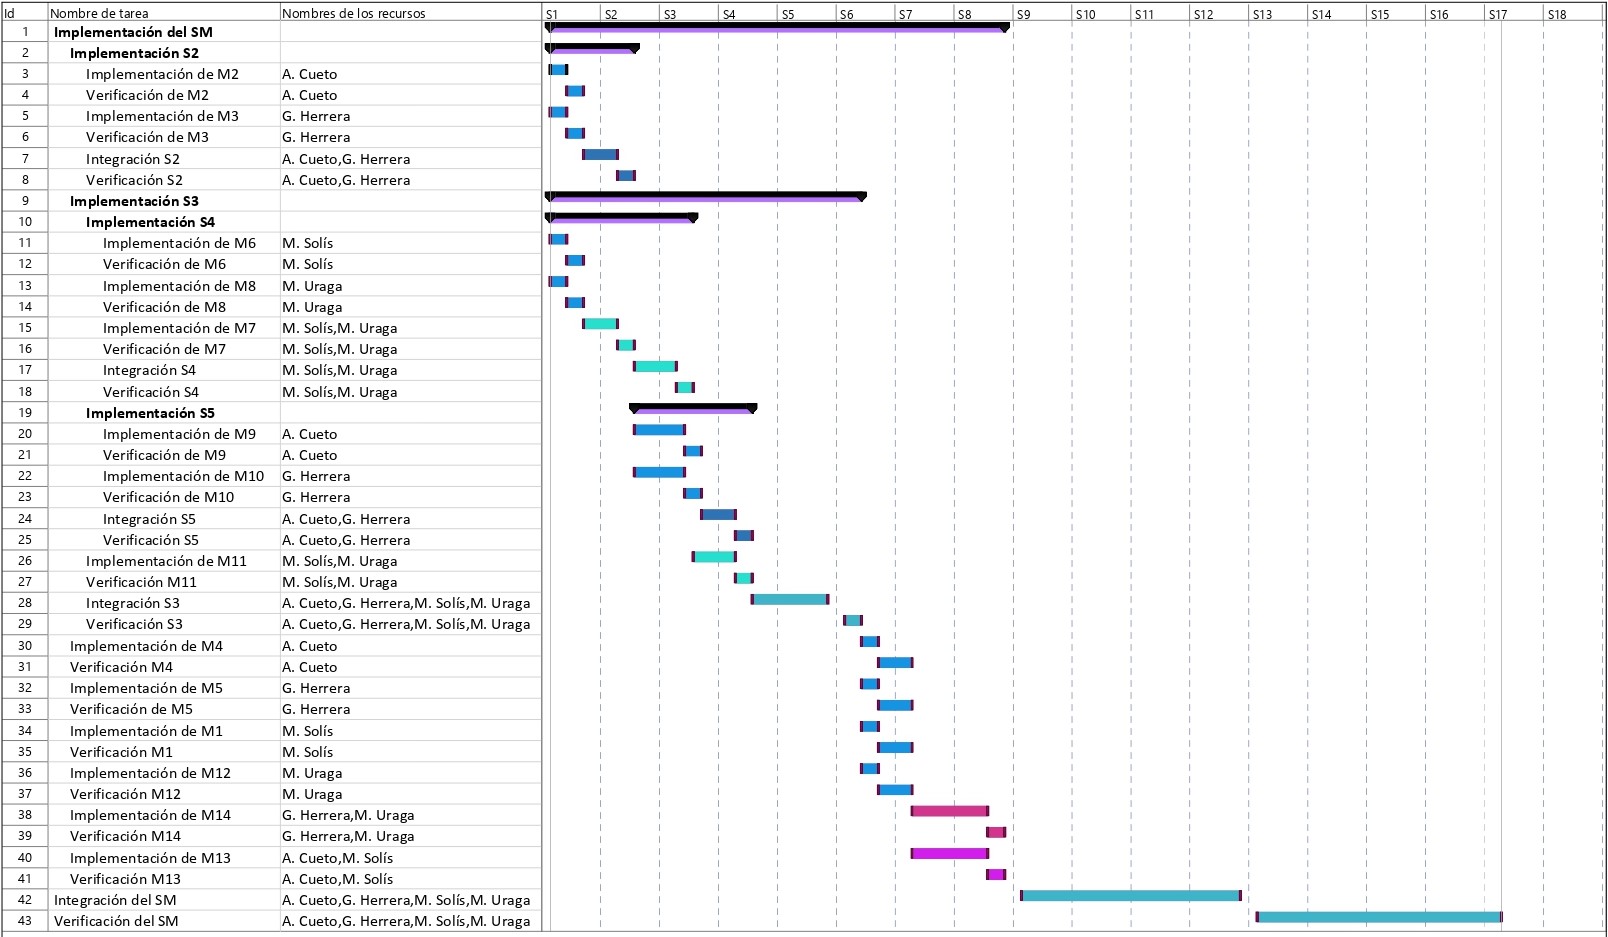 Id Nombre de tarea Nombres de los recursos S1 S2 S3 S4 S5 S6 S7 S8 S9 S10 S11 S12 S13 S14 S15 S16 S17 S18
1 Implementación del SM
2 Implementación S2
3 Implementación de M2 A. Cueto
4 Verificación de M2 A. Cueto
5 Implementación de M3 G. Herrera
6 Verificación de M3 G. Herrera
7 Integración S2 A. Cueto,G. Herrera
8 Verificación S2 A. Cueto,G. Herrera
9 Implementación S3
10 Implementación S4
11 Implementación de M6 M. Solís
12 Verificación de M6 M. Solís
13 Implementación de M8 M. Uraga
14 Verificación de M8 M. Uraga
15 Implementación de M7 M. Solís,M. Uraga
16 Verificación de M7 M. Solís,M. Uraga
17 Integración S4 M. Solís,M. Uraga
18 Verificación S4 M. Solís,M. Uraga
19 Implementación S5
20 Implementación de M9 A. Cueto
21 Verificación de M9 A. Cueto
22 Implementación de M10 G. Herrera
23 Verificación de M10 G. Herrera
24 Integración S5 A. Cueto,G. Herrera
25 Verificación S5 A. Cueto,G. Herrera
26 Implementación de M11 M. Solís,M. Uraga
27 Verificación M11 M. Solís,M. Uraga
28 Integración S3 A. Cueto,G. Herrera,M. Solís,M. Uraga
29 Verificación S3 A. Cueto,G. Herrera,M. Solís,M. Uraga
30 Implementación de M4 A. Cueto
31 Verificación M4 A. Cueto
32 Implementación de M5 G. Herrera
33 Verificación de M5 G. Herrera
34 Implementación de M1 M. Solís
35 Verificación M1 M. Solís
36 Implementación de M12 M. Uraga
37 Verificación M12 M. Uraga
38 Implementación de M14 G. Herrera,M. Uraga
39 Verificación M14 G. Herrera,M. Uraga
40 Implementación de M13 A. Cueto,M. Solís
41 Verificación M13 A. Cueto,M. Solís
42 Integración del SM A. Cueto,G. Herrera,M. Solís,M. Uraga
43 Verificación del SM A. Cueto,G. Herrera,M. Solís,M. Uraga